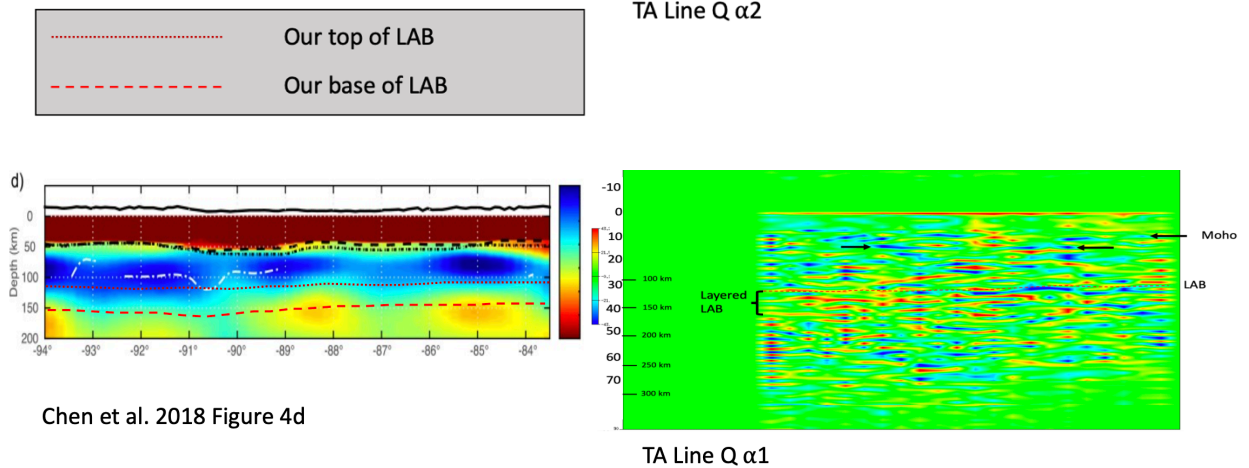 TA Line Q α2
Our top of LAB
Our base of LAB
d)
0
50
100
150
200
Depth (km)
-94°
-93°
-92°
-91°
-90°
-89°
-88°
-87°
-86°
-85°
-84°
Chen et al. 2018 Figure 4d
-10
0
10
20
30
40
50
60
70
100 km
150 km
200 km
250 km
300 km
Layered
LAB
Moho
LAB
TA Line Q α1